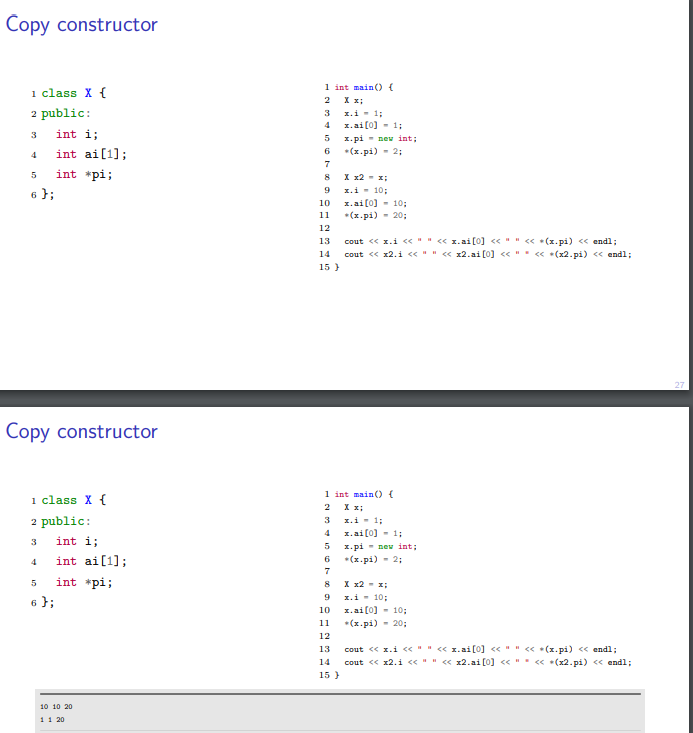 Copy constructor
1 class X {
2 public:
3   int i;
4   int ai[1];
5   int *pi;
6 };
1 int main() {
2   X x;
3   x.i = 1;
4   x.ai[0] = 1;
5   x.pi = new int;
6   *(x.pi) = 2;
7
8   X x2 = x;
9   x.i = 10;
10   x.ai[0] = 10;
11   *(x.pi) = 20;
12
13   cout << x.i << " " << x.ai[0] << " " << *(x.pi) << endl;
14   cout << x2.i << " " << x2.ai[0] << " " << *(x2.pi) << endl;
15 }
27
Copy constructor
1 class X {
2 public:
3   int i;
4   int ai[1];
5   int *pi;
6 };
1 int main() {
2   X x;
3   x.i = 1;
4   x.ai[0] = 1;
5   x.pi = new int;
6   *(x.pi) = 2;
7
8   X x2 = x;
9   x.i = 10;
10   x.ai[0] = 10;
11   *(x.pi) = 20;
12
13   cout << x.i << " " << x.ai[0] << " " << *(x.pi) << endl;
14   cout << x2.i << " " << x2.ai[0] << " " << *(x2.pi) << endl;
15 }
10 10 20
1 1 20